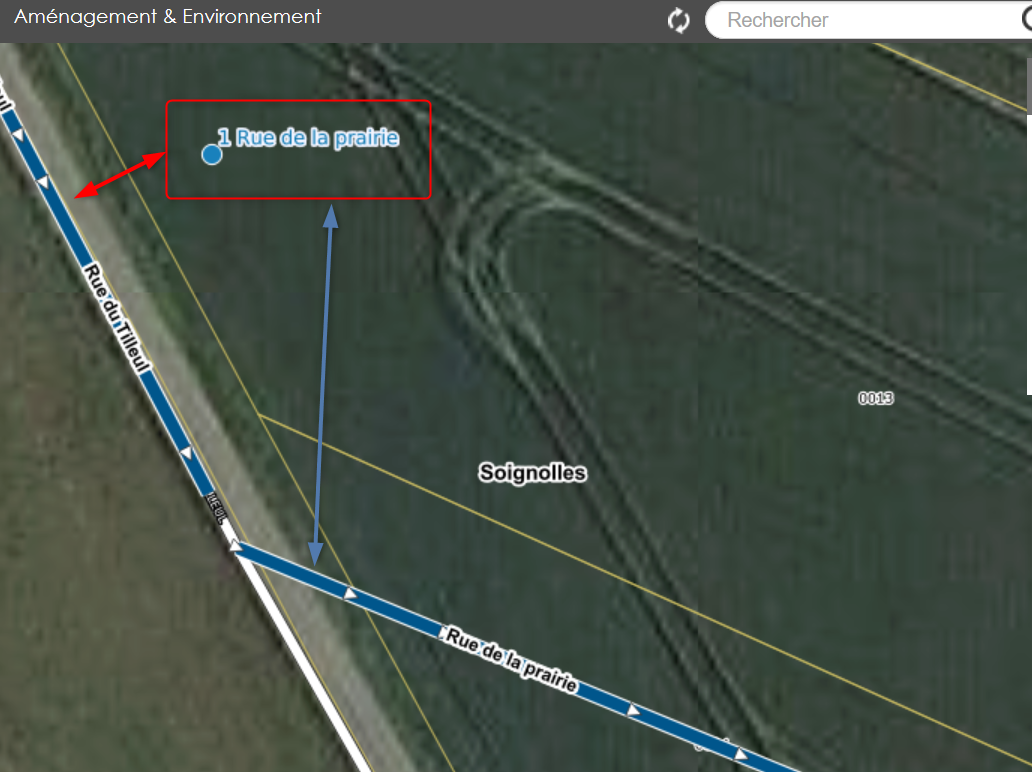 Aménagement & Environnement
Rechercher
1 Rue de la prairie
Rue du Tilleul
0013
Soignolles
Rue de la prairie